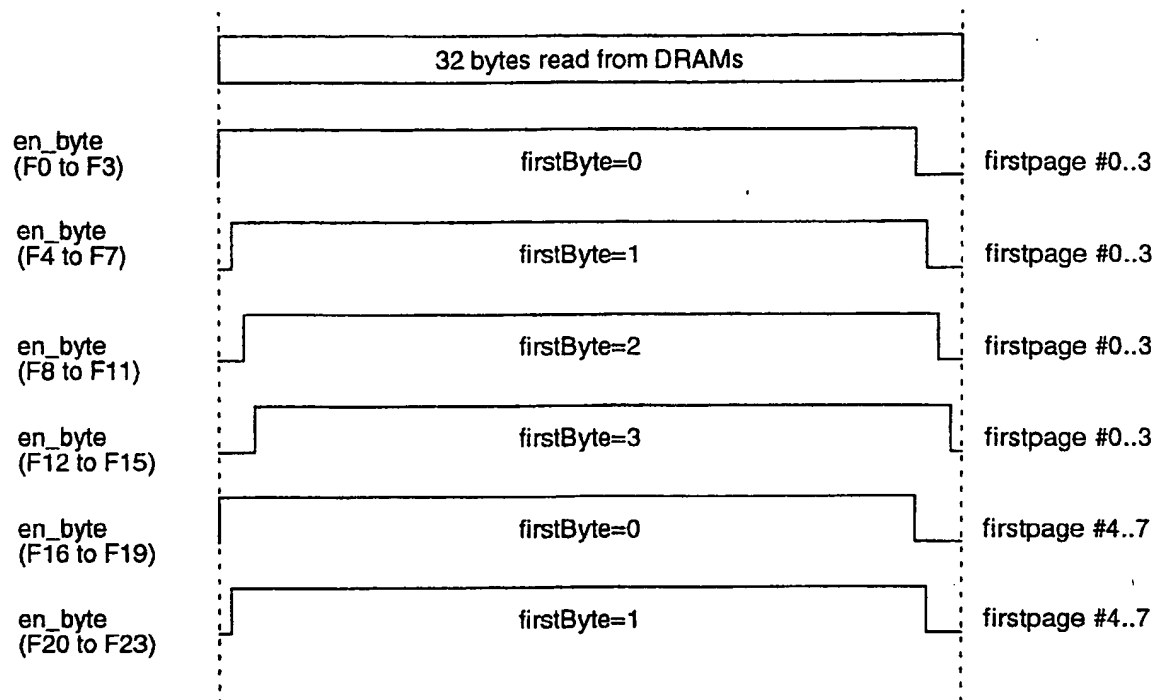 32 bytes read from DRAMs
en_byte
(F0 to F3)
firstByte=0
firstpage #0..3
en_byte
(F4 to F7)
firstByte=1
firstpage #0..3
en_byte
(F8 to F11)
firstByte=2
firstpage #0..3
en_byte
(F12 to F15)
firstByte=3
firstpage #0..3
en_byte
(F16 to F19)
firstByte=0
firstpage #4..7
en_byte
(F20 to F23)
firstByte=1
firstpage #4..7